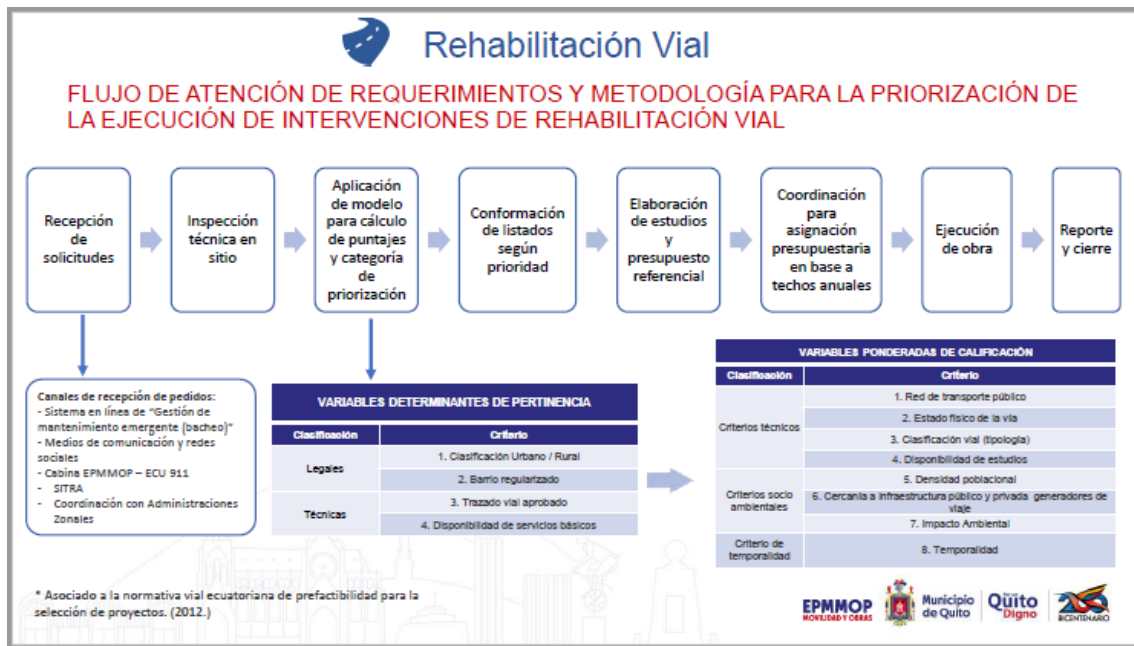 Rehabilitación Vial
FLUJO DE ATENCIÓN DE REQUERIMIENTOS Y METODOLOGÍA PARA LA PRIORIZACIÓN DE
LA EJECUCIÓN DE INTERVENCIONES DE REHABILITACIÓN VIAL
Recepción
de
solicitudes
Inspección
técnica en
sitio
Aplicación
de modelo
para cálculo
de puntajes
y categoría
de
priorización
Conformación
de listados
según
prioridad
Elaboración
de estudios
y
presupuesto
referencial
Coordinación
para
asignación
presupuestaria
en base a
techos anuales
Ejecución
de obra
Reporte
y cierre
Canales de recepción de pedidos:
- Sistema en línea de “Gestión de
mantenimiento emergente (bacheo)”
- Medios de comunicación y redes
sociales
- Cabina EPMMOP – ECU 911
- SITRA
- Coordinación con Administraciones
Zonales
VARIABLES DETERMINANTES DE PERTINENCIA
Clasificación Criterio
Legales
1. Clasificación Urbano / Rural
2. Barrio regularizado
Técnicas
3. Trazado vial aprobado
4. Disponibilidad de servicios básicos
VARIABLES PONDERADAS DE CALIFICACIÓN
Clasificación Criterio
Criterios técnicos
1. Red de transporte público
2. Estado físico de la vía
3. Clasificación vial (tipología)
4. Disponibilidad de estudios
Criterios socio
ambientales
5. Densidad poblacional
6. Cercanía a infraestructura público y privada generadores de
viaje
7. Impacto Ambiental
Criterio de
temporalidad
8. Temporalidad
* Asociado a la normativa vial ecuatoriana de prefactibilidad para la
selección de proyectos. (2012.)
EPMMOP
MOVILIDAD Y OBRAS
Municipio
de Quito
Quito
Digno
BICENTENARIO